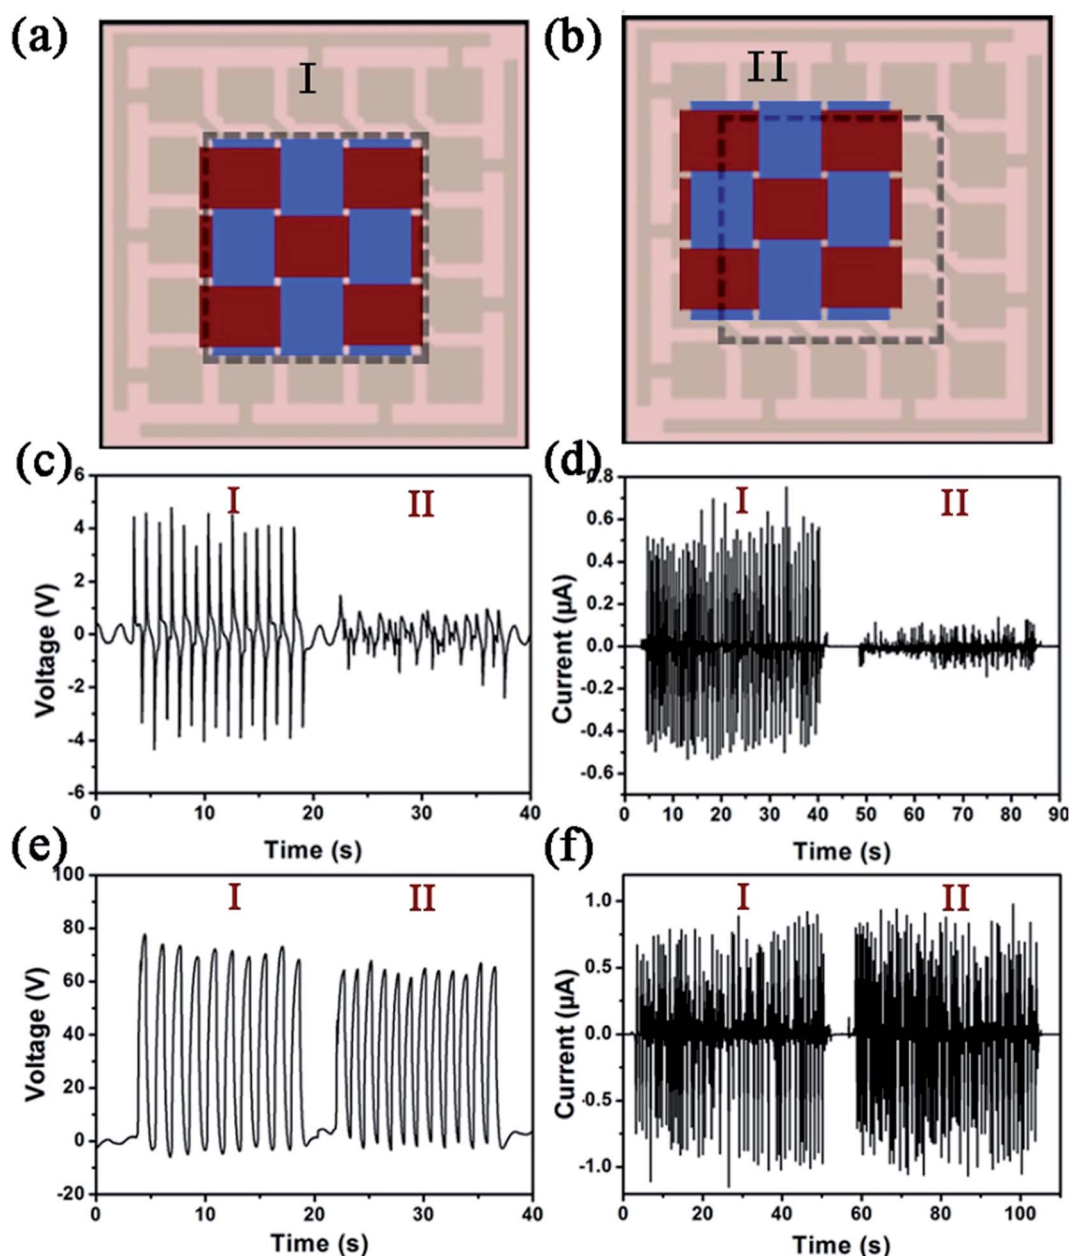 (a)
I
(b)
II
(c)
I
II
6
4
2
0
-2
-4
-6
Voltage (V)
0
10
20
30
40
Time (s)
(d)
I
II
0.8
0.6
0.4
0.2
0.0
-0.2
-0.4
-0.6
Current (µA)
0
10
20
30
40
50
60
70
80
90
Time (s)
(e)
I
II
100
80
60
40
20
0
-20
Voltage (V)
0
10
20
30
40
Time (s)
(f)
I
II
1.0
0.5
0.0
-0.5
-1.0
Current (µA)
0
20
40
60
80
100
Time (s)